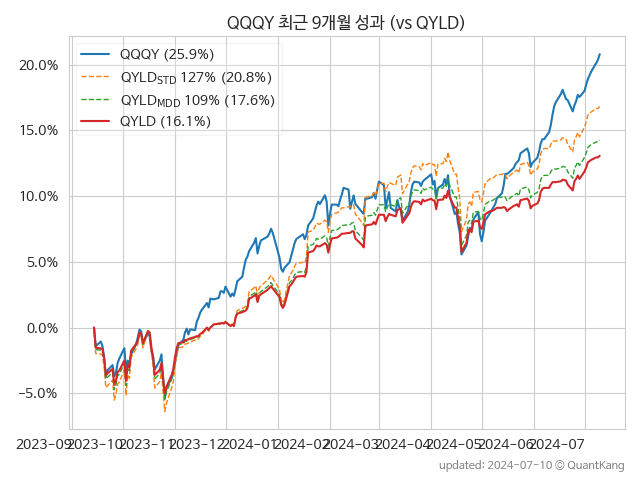 QQQY 최근 9개월 성과 (vs QYLD)
QQQY (25.9%)
QYLDSTD 127% (20.8%)
QYLDMDD 109% (17.6%)
QYLD (16.1%)
20.0%
15.0%
10.0%
5.0%
0.0%
−5.0%
2023-09 2023-10 2023-11 2023-12 2024-01 2024-02 2024-03 2024-04 2024-05 2024-06 2024-07
updated: 2024-07-10 ⓒ QuantKang